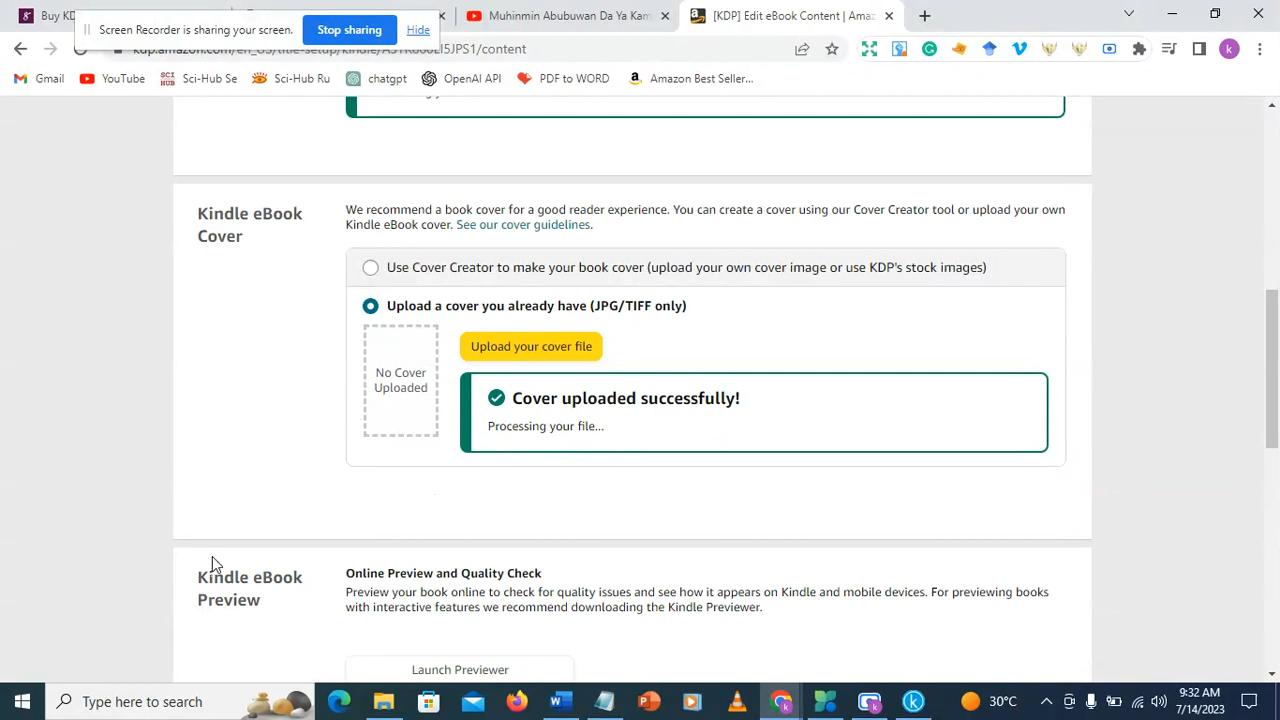 Buy KD
Muhinmin Abubuwan Da Ya Kam
[KDP] Edit eBook Content | Amaz
Screen Recorder is sharing your screen.
Stop sharing
Hide
/content
Gmail
YouTube
Sci-Hub Se
Sci-Hub Ru
chatgpt
OpenAI API
PDF to WORD
Amazon Best Seller...
Kindle eBook
Cover
We recommend a book cover for a good reader experience. You can create a cover using our Cover Creator tool or upload your own
Kindle eBook cover. See our cover guidelines.
Use Cover Creator to make your book cover (upload your own cover image or use KDP's stock images)
Upload a cover you already have (JPG/TIFF only)
No Cover
Uploaded
Upload your cover file
Cover uploaded successfully!
Processing your file...
Kindle eBook
Preview
Online Preview and Quality Check
Preview your book online to check for quality issues and see how it appears on Kindle and mobile devices. For previewing books
with interactive features we recommend downloading the Kindle Previewer.
Launch Previewer
Type here to search
30°C
9:32 AM
7/14/2023